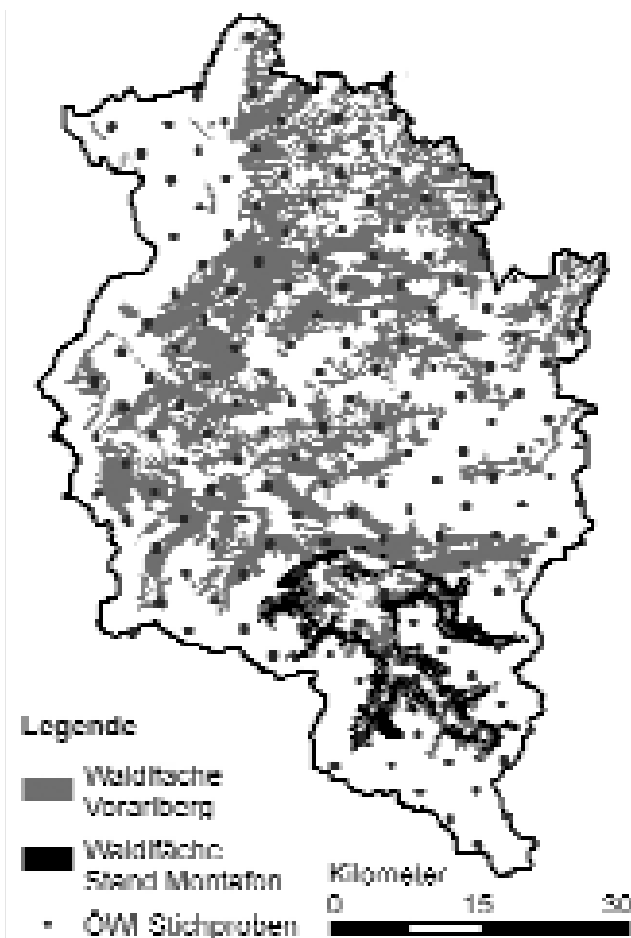 Legende
Waldfläche
Vorarlberg
Waldfläche
Stand Montafon
ÖWI Stichproben
Kilometer
0 15 30